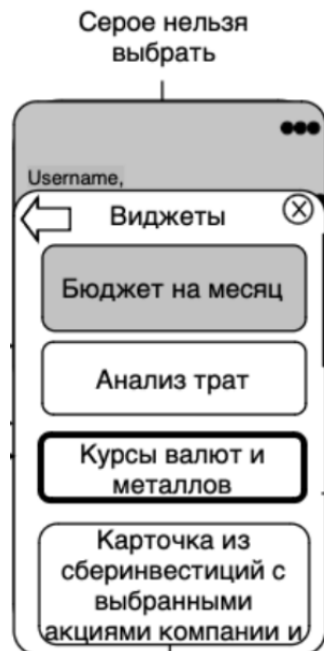 Серое нельзя
выбрать
Username,
Виджеты
Бюджет на месяц
Анализ трат
Курсы валют и
металлов
Карточка из
сберинвестиций с
выбранными
акциями компании и